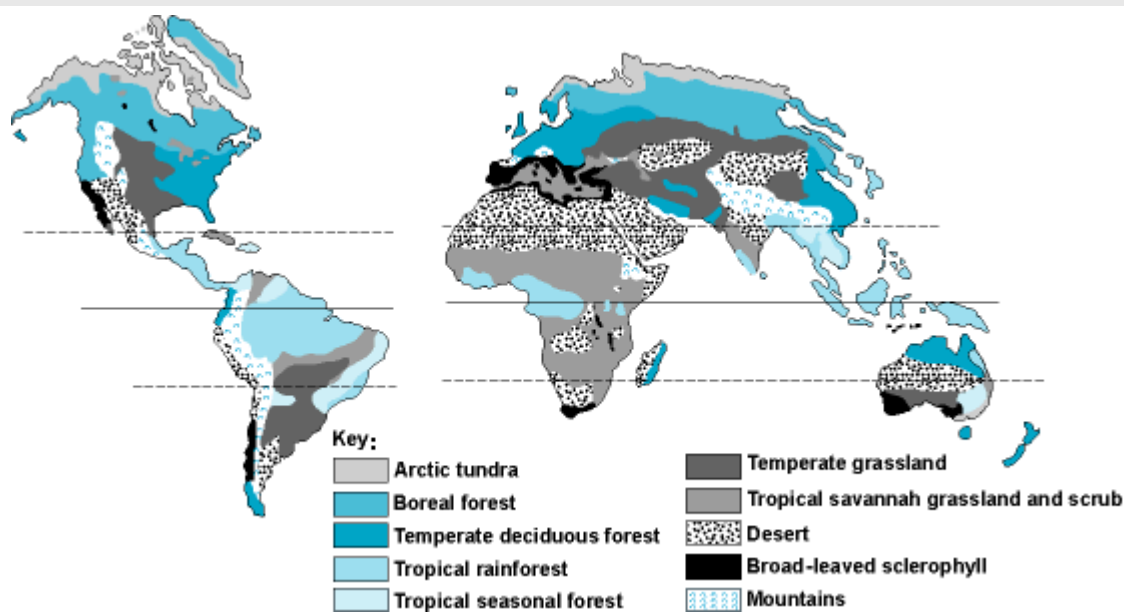 Key:
Arctic tundra
Boreal forest
Temperate deciduous forest
Tropical rainforest
Tropical seasonal forest
Temperate grassland
Tropical savannah grassland and scrub
Desert
Broad-leaved sclerophyll
Mountains